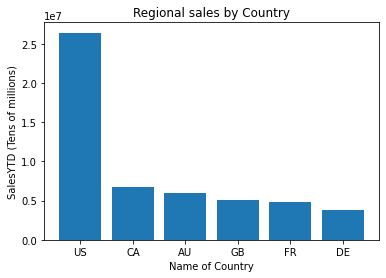 Regional sales by Country
1e7
2.5
2.0
1.5
1.0
0.5
0.0
SalesYTD (Tens of millions)
US CA AU GB FR DE
Name of Country